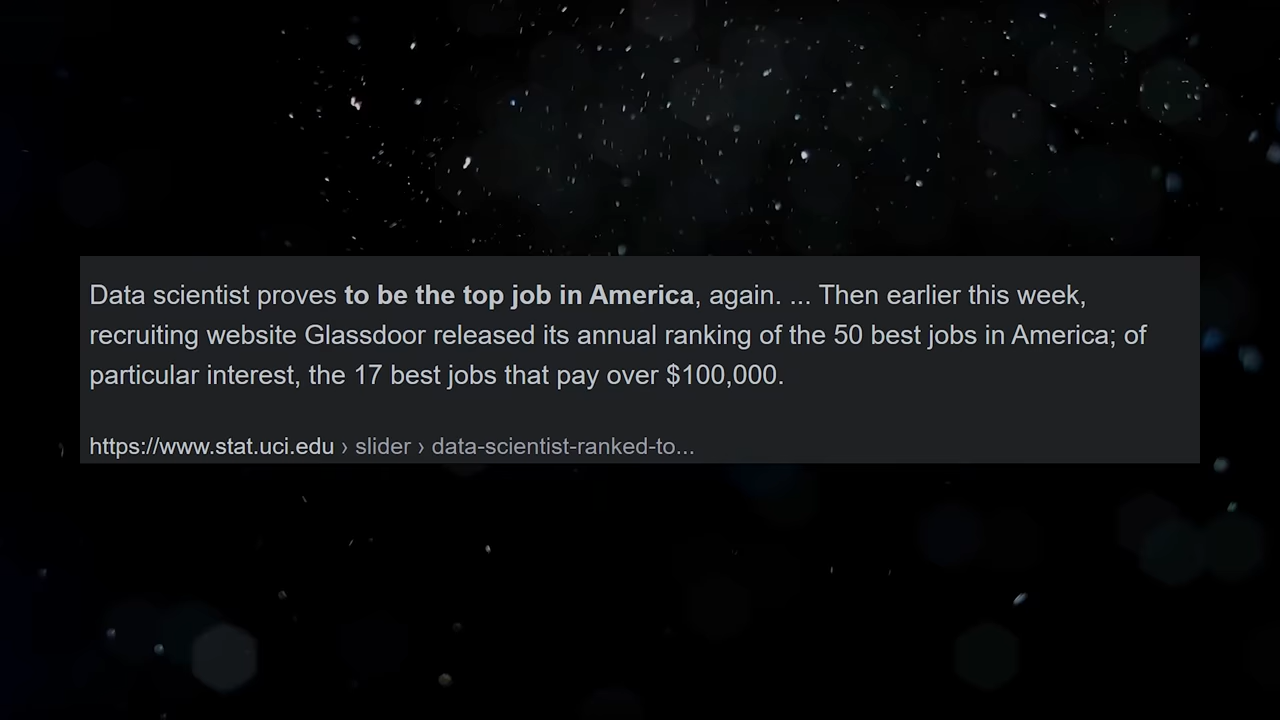 Data scientist proves to be the top job in America, again. ... Then earlier this week,
recruiting website Glassdoor released its annual ranking of the 50 best jobs in America; of
particular interest, the 17 best jobs that pay over $100,000.
https://www.stat.uci.edu › slider › data-scientist-ranked-to...